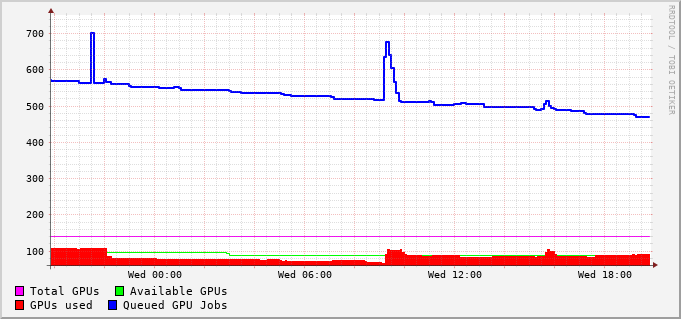 700
600
500
400
300
200
100
Wed 00:00 Wed 06:00 Wed 12:00 Wed 18:00
Total GPUs Available GPUs
GPUs used Queued GPU Jobs
RRDTOOL / TOBI OETIKER